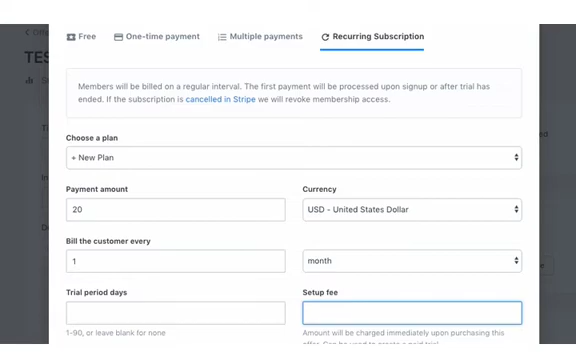 Free
One-time payment
Multiple payments
Recurring Subscription
TES
Members will be billed on a regular interval. The first payment will be processed upon signup or after trial has
ended. If the subscription is cancelled in Stripe we will revoke membership access.
Choose a plan
+ New Plan
Payment amount
Currency
20
USD - United States Dollar
Bill the customer every
1
month
Trial period days
Setup fee
1-90, or leave blank for none
Amount will be charged immediately upon purchasing this